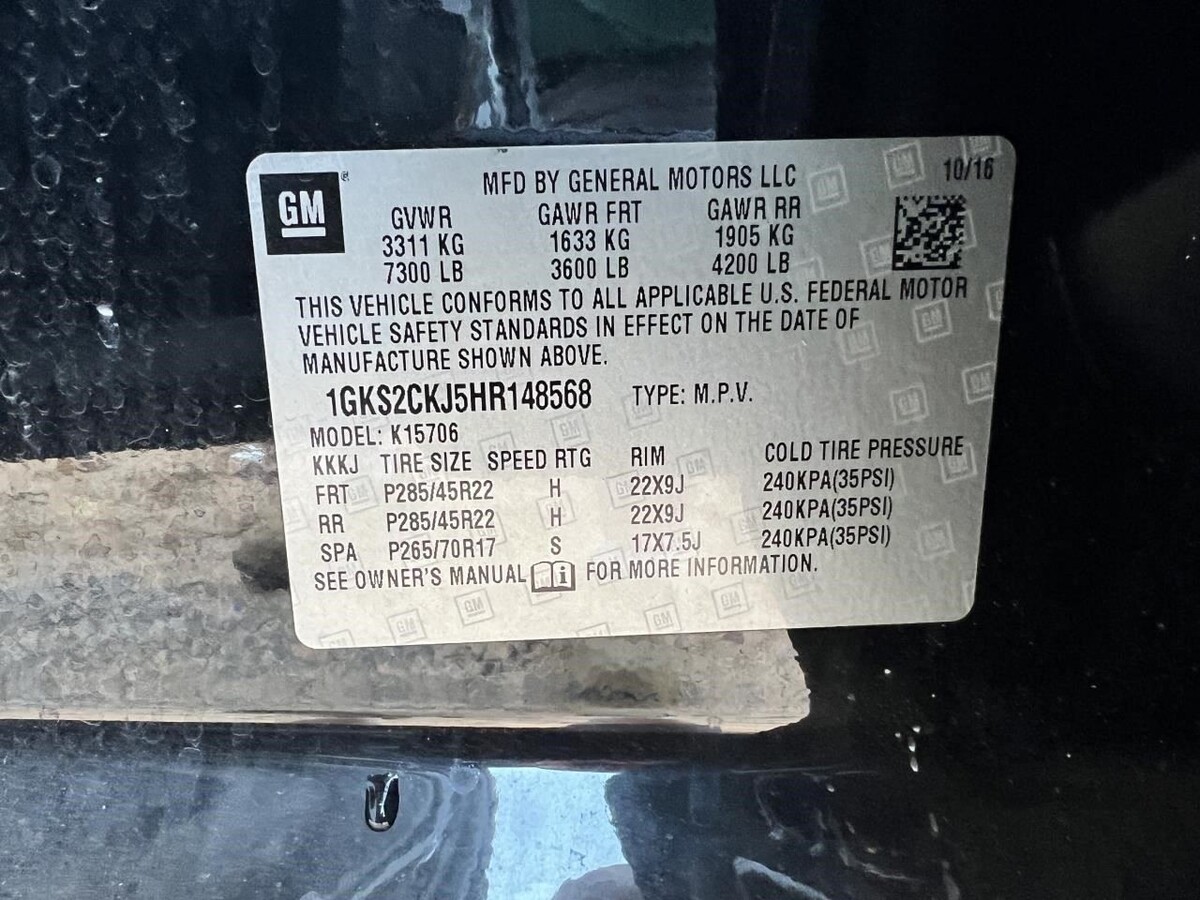 GM
MFD BY GENERAL MOTORS LLC
10/16
GVWR GAWR FRT GAWR RR
3311 KG 1633 KG 1905 KG
7300 LB 3600 LB 4200 LB
THIS VEHICLE CONFORMS TO ALL APPLICABLE U.S. FEDERAL MOTOR
VEHICLE SAFETY STANDARDS IN EFFECT ON THE DATE OF
MANUFACTURE SHOWN ABOVE.
1GKS2CKJ5HR148568 TYPE: M.P.V.
MODEL: K15706
KKKJ TIRE SIZE SPEED RTG RIM COLD TIRE PRESSURE
FRT P285/45R22 H 22X9J 240KPA(35PSI)
RR P285/45R22 H 22X9J 240KPA(35PSI)
SPA P265/70R17 S 17X7.5J 240KPA(35PSI)
SEE OWNER'S MANUAL FOR MORE INFORMATION.